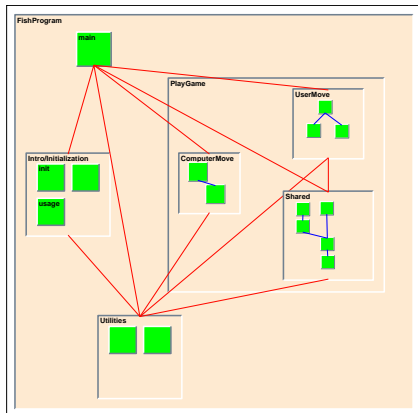 FishProgram
main
PlayGame
UserMove
Intro/Initialization
init
usage
ComputerMove
Shared
Utilities